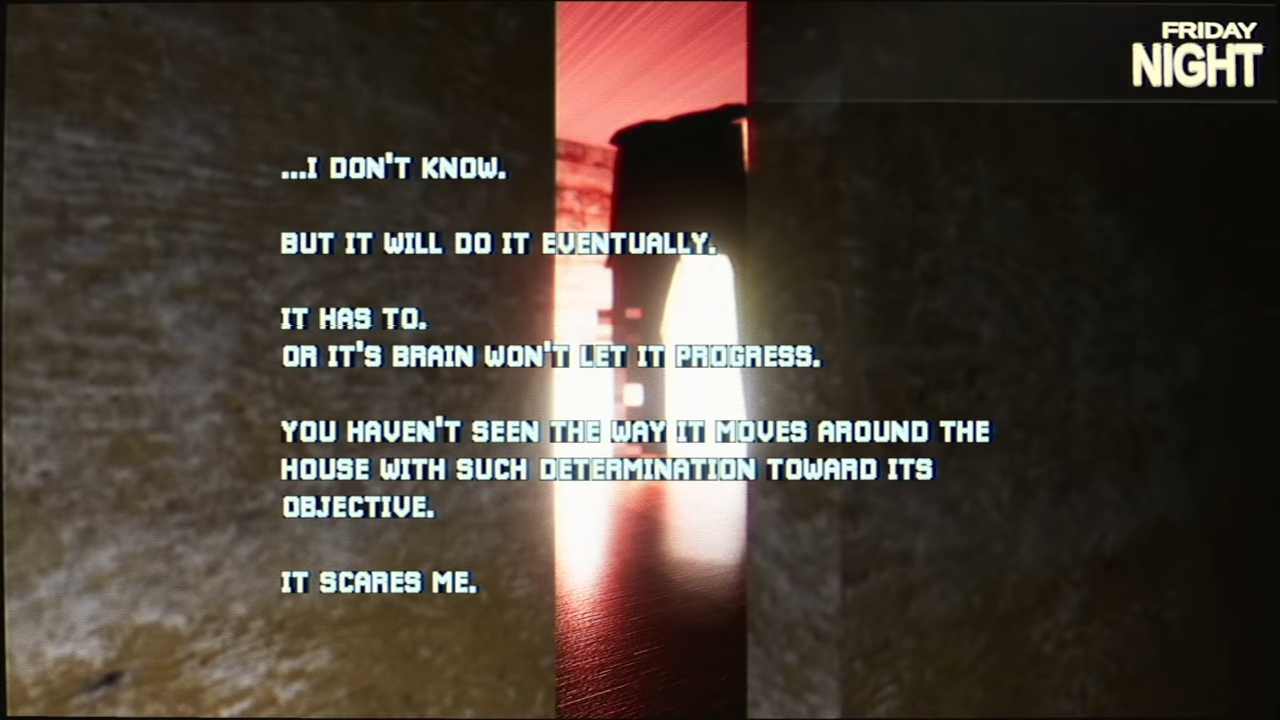 FRIDAY
NIGHT
...I DON'T KNOW.
BUT IT WILL DO IT EVENTUALLY.
IT HAS TO.
OR IT'S BRAIN WON'T LET IT PROGRESS.
YOU HAVEN'T SEEN THE WAY IT MOVES AROUND THE
HOUSE WITH SUCH DETERMINATION TOWARD ITS
OBJECTIVE.
IT SCARES ME.